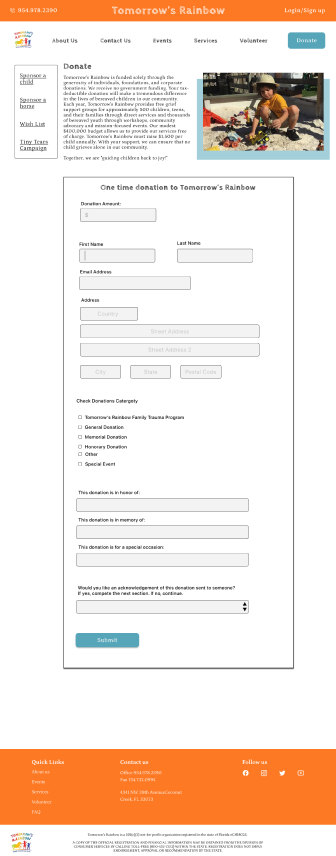 954.978.2390
Tomorrow's Rainbow
Login/Sign up
About Us
Contact Us
Events
Services
Volunteer
Donate
Sponsor a
child
Sponsor a
horse
Wish List
Tiny Tears
Campaign
Donate
Tomorrow's Rainbow is funded solely through the
generosity of individuals, foundations, and corporate
donations. We receive no government funding. Your tax-
deductible donation will make a tremendous difference
in the lives of bereaved children in our community.
Each year, Tomorrow's Rainbow provides free grief
support for approximately 500 children, teens,
and their families through direct services and through
bereaved youth through workshops, community
advocacy and mission-focused events. Our modest
$400,000 budget allows us to provide our services free
of charge. Tomorrow's Rainbow must raise $1,500 per
child annually. With your support, we can ensure that no
child grieves alone in our community.
Together, we are "putting children back to joy!"
One time donation to Tomorrow's Rainbow
Donation Amount:
$
First Name
Last Name
Email Address
Address
Country
Street Address
Street Address 2
City
State
Postal Code
Check Donations Catergoty
Tomorrow's Rainbow Family Trauma Program
General Donation
Memorial Donation
Honorary Donation
Other
Special Event
This donation is in honor of:
This donation is in memory of:
This donation is for a special occasion:
Would you like an acknowledgement of this donation sent to someone?
If yes, compete the next section. If no, continue.
Submit
Quick Links
About us
Events
Services
Volunteer
FAQ
Contact us
Office 954.978.2390
Fax
4341 NW 39th Avenue
Creek, FL 33073
Follow us
Tomorrow's Rainbow is a 501(c)(3) not for profit organization registered in the state of Florida
A COPY OF THE OFFICIAL REGISTRATION AND FINANCIAL INFORMATION MAY BE OBTAINED FROM THE DIVISION OF
CONSUMER SERVICES BY CALLING TOLL-FREE WITHIN THE STATE. REGISTRATION DOES NOT IMPLY
ENDORSEMENT, APPROVAL, OR RECOMMENDATION BY THE STATE.